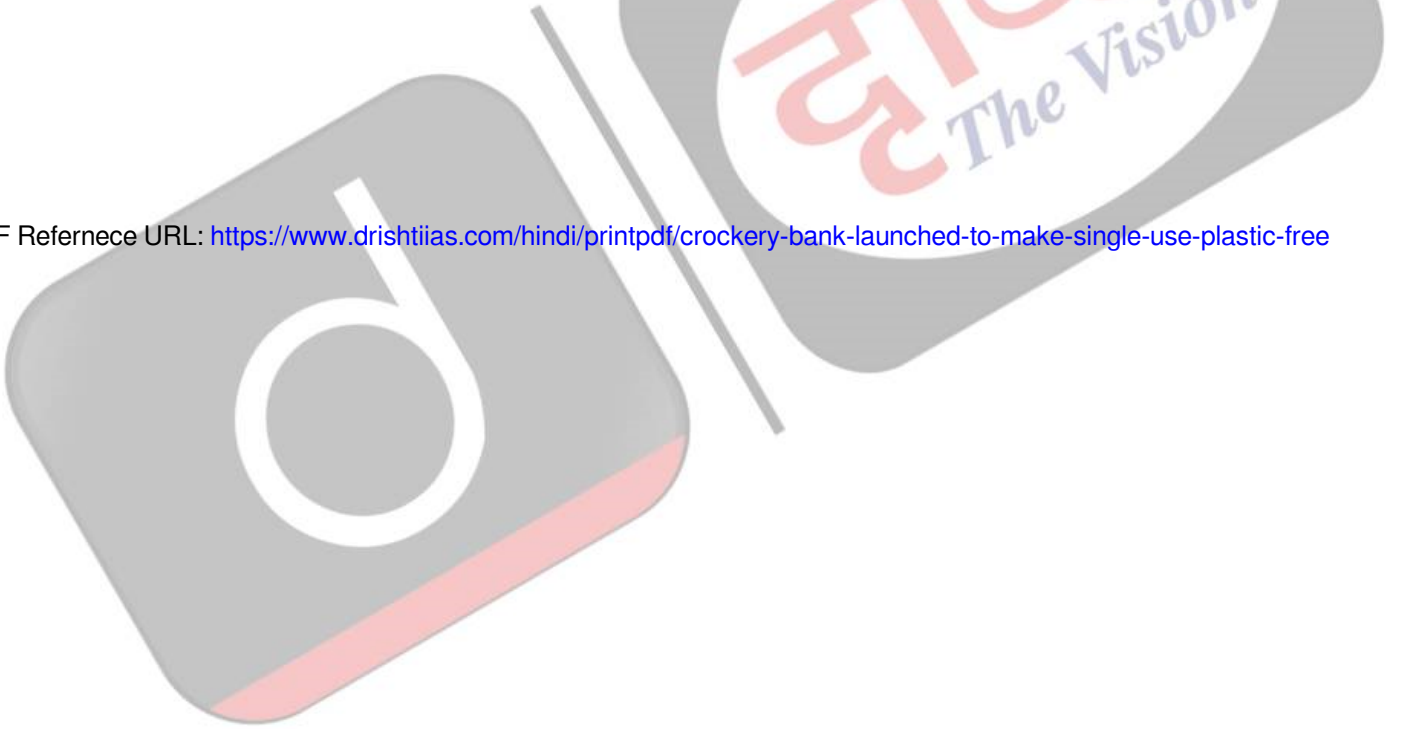 The Vision
F Refernece URL: https://www.drishtiias.com/hindi/printpdf/crockery-bank-launched-to-make-single-use-plastic-free
d